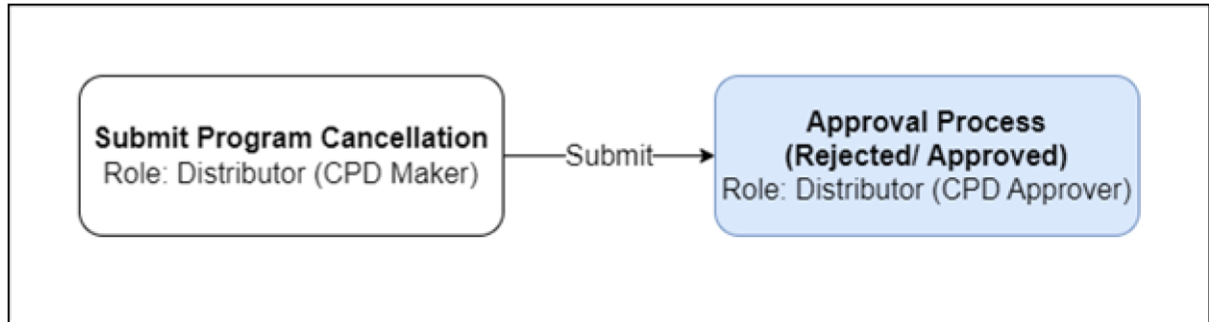 Submit Program Cancellation
Role: Distributor (CPD Maker)
Submit
Approval Process
(Rejected/ Approved)
Role: Distributor (CPD Approver)